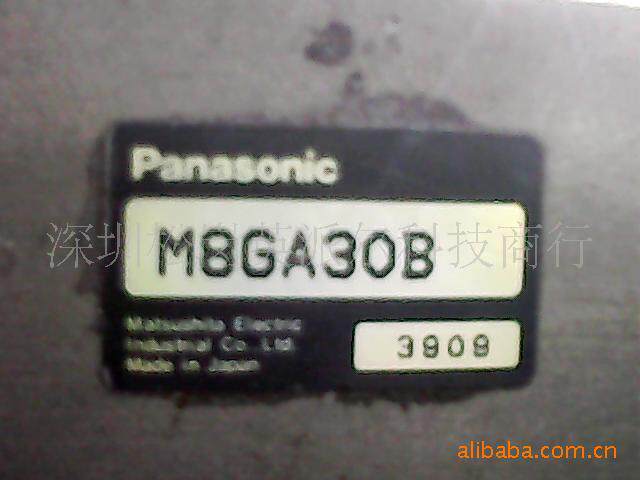 Panasonic
M8GA30B
Matsushita Electric
Industrial Co. Ltd.
Made in Japan
3909
深圳 科技商行
alibaba.com.cn